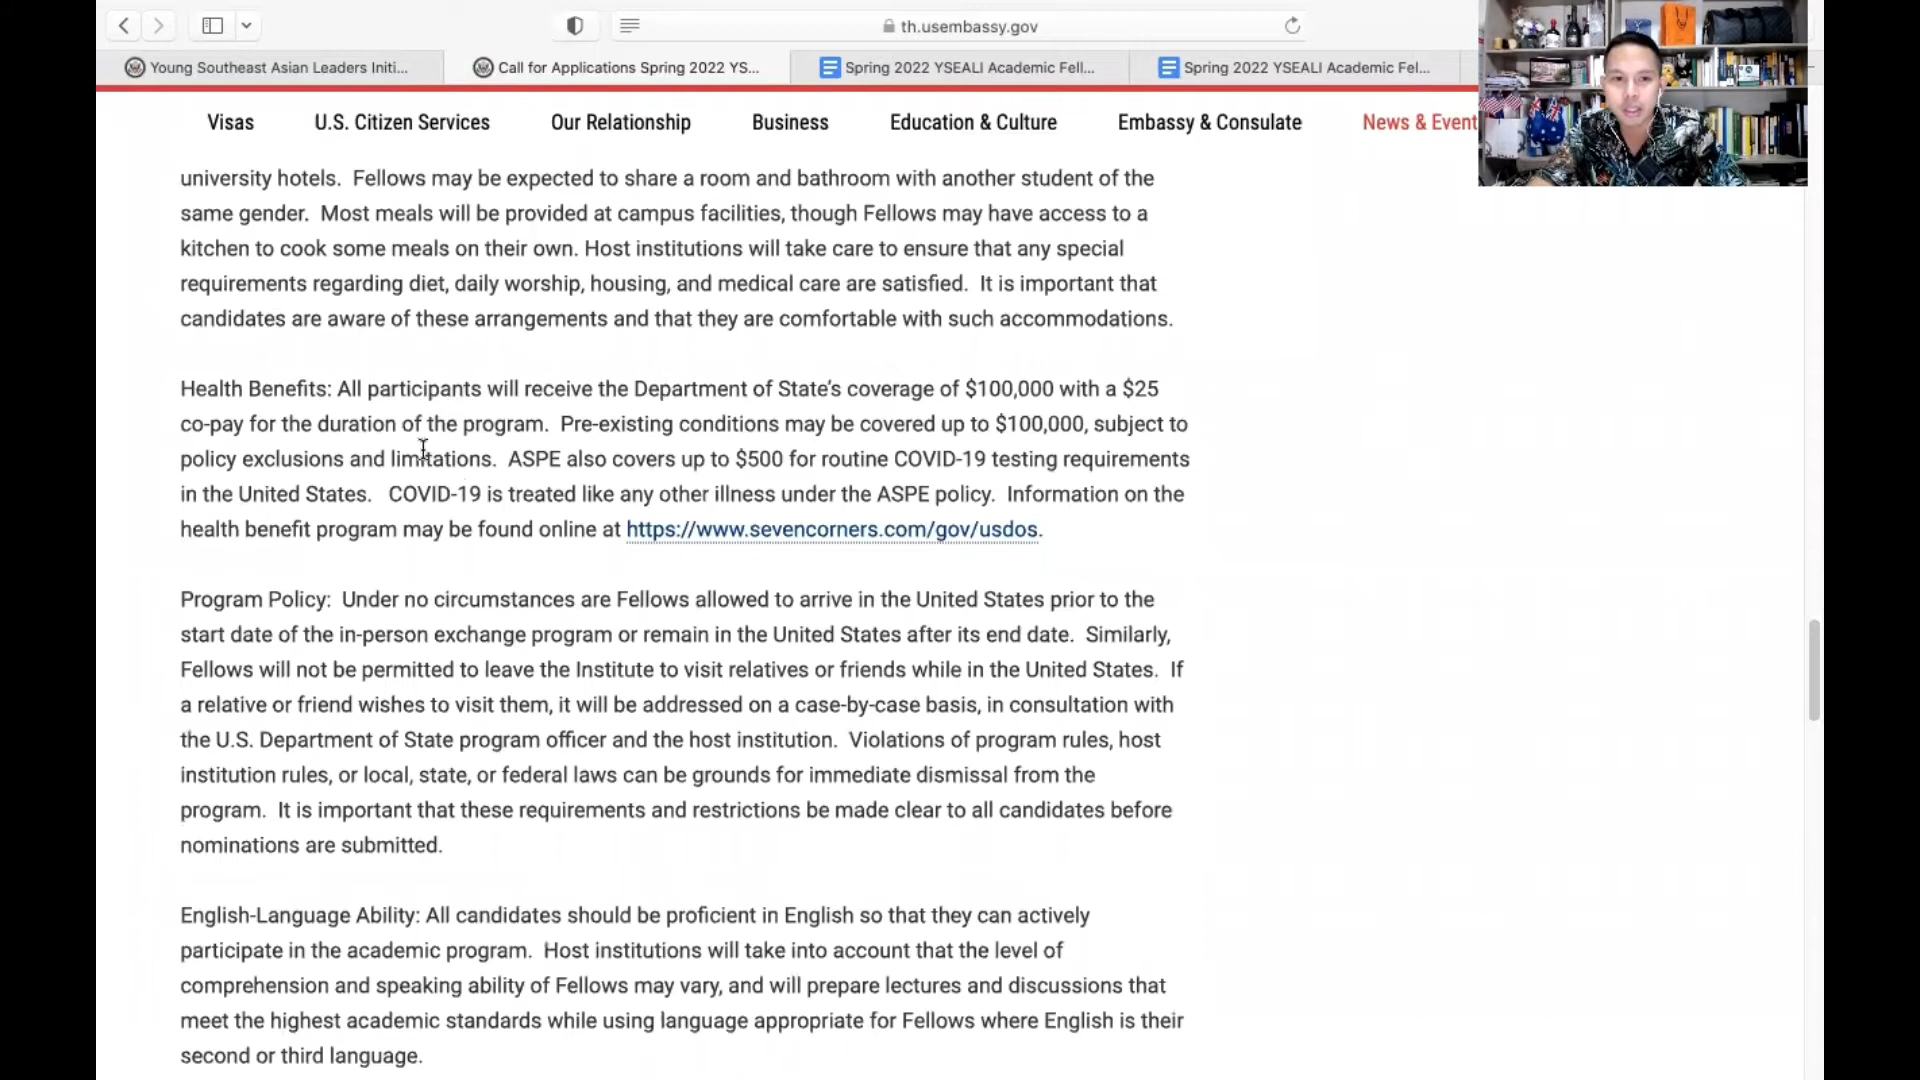 th.usembassy.gov
Young Southeast Asian Leaders Initi...
Call for Applications Spring 2022 YS...
Spring 2022 YSEALI Academic Fell...
Spring 2022 YSEALI Academic Fel...
Visas
U.S. Citizen Services
Our Relationship
Business
Education & Culture
Embassy & Consulate
News & Event
university hotels.  Fellows may be expected to share a room and bathroom with another student of the
same gender.  Most meals will be provided at campus facilities, though Fellows may have access to a
kitchen to cook some meals on their own. Host institutions will take care to ensure that any special
requirements regarding diet, daily worship, housing, and medical care are satisfied.  It is important that
candidates are aware of these arrangements and that they are comfortable with such accommodations.
Health Benefits: All participants will receive the Department of State’s coverage of $100,000 with a $25
co-pay for the duration of the program.  Pre-existing conditions may be covered up to $100,000, subject to
policy exclusions and limitations.  ASPE also covers up to $500 for routine COVID-19 testing requirements
in the United States.   COVID-19 is treated like any other illness under the ASPE policy.  Information on the
health benefit program may be found online at https://www.sevencorners.com/gov/usdos.
Program Policy:  Under no circumstances are Fellows allowed to arrive in the United States prior to the
start date of the in-person exchange program or remain in the United States after its end date.  Similarly,
Fellows will not be permitted to leave the Institute to visit relatives or friends while in the United States.  If
a relative or friend wishes to visit them, it will be addressed on a case-by-case basis, in consultation with
the U.S. Department of State program officer and the host institution.  Violations of program rules, host
institution rules, or local, state, or federal laws can be grounds for immediate dismissal from the
program.  It is important that these requirements and restrictions be made clear to all candidates before
nominations are submitted.
English-Language Ability: All candidates should be proficient in English so that they can actively
participate in the academic program.  Host institutions will take into account that the level of
comprehension and speaking ability of Fellows may vary, and will prepare lectures and discussions that
meet the highest academic standards while using language appropriate for Fellows where English is their
second or third language.